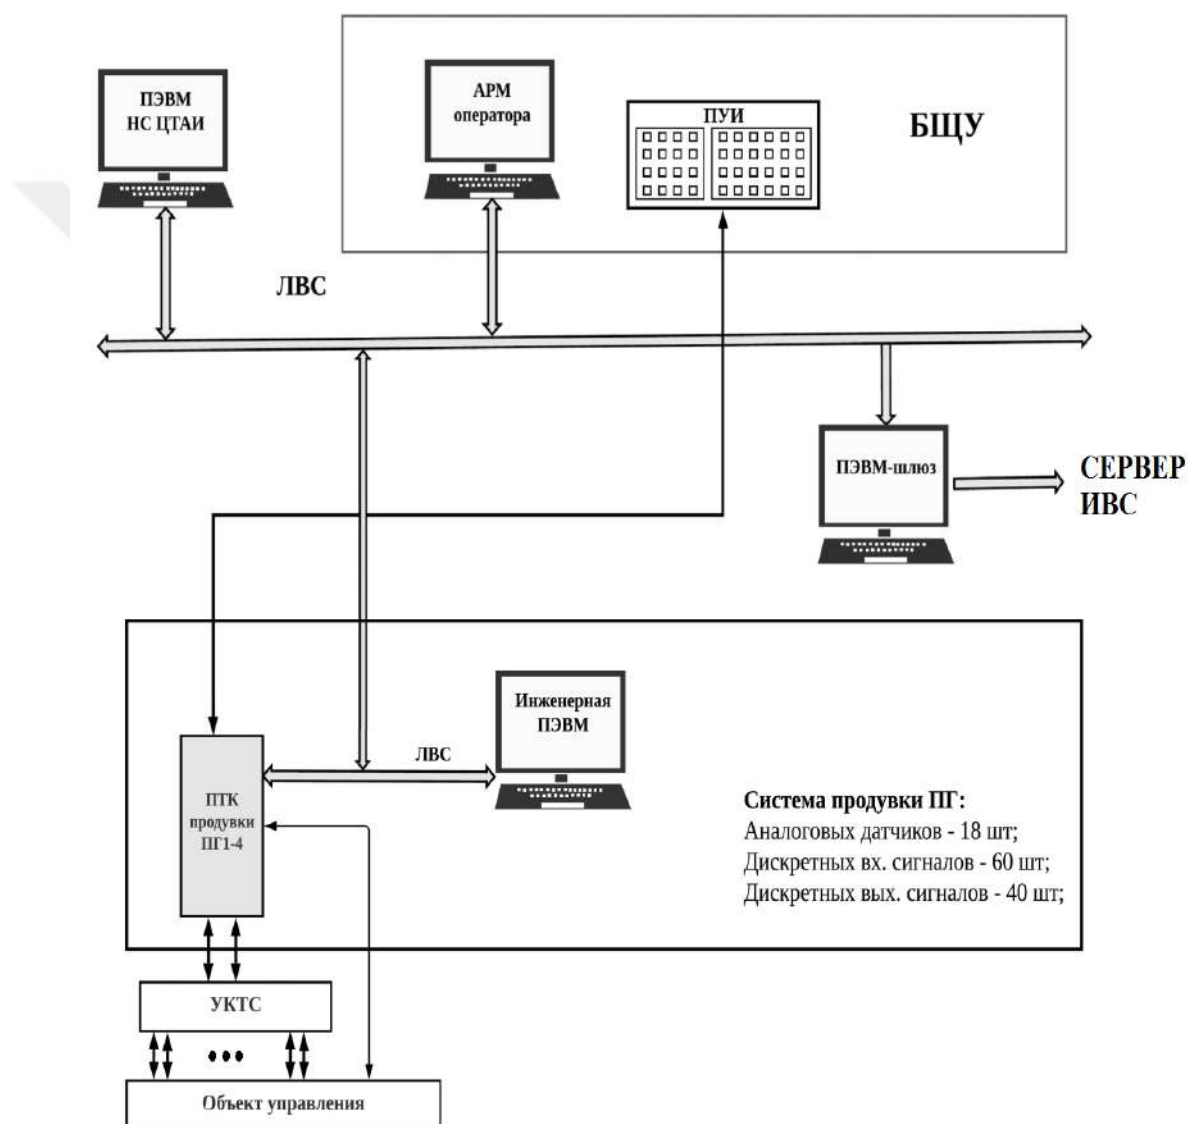 ПЭВМ
НС ЦТАИ
АРМ
оператора
ПУИ
БЩУ
ЛВС
ПЭВМ-шлюз
СЕРВЕР
ИВС
Инженерная
ПЭВМ
ЛВС
ПТК
продувки
ПГ1-4
Система продувки ПГ:
Аналоговых датчиков - 18 шт;
Дискретных вх. сигналов - 60 шт;
Дискретных вых. сигналов - 40 шт;
УКТС
Объект управления